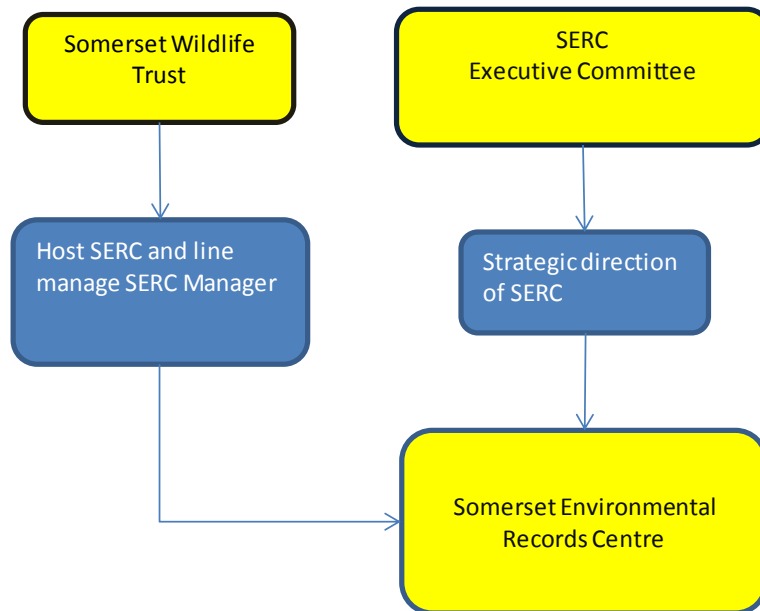 Somerset Wildlife
Trust
SERC
Executive Committee
Host SERC and line
manage SERC Manager
Strategic direction
of SERC
Somerset Environmental
Records Centre